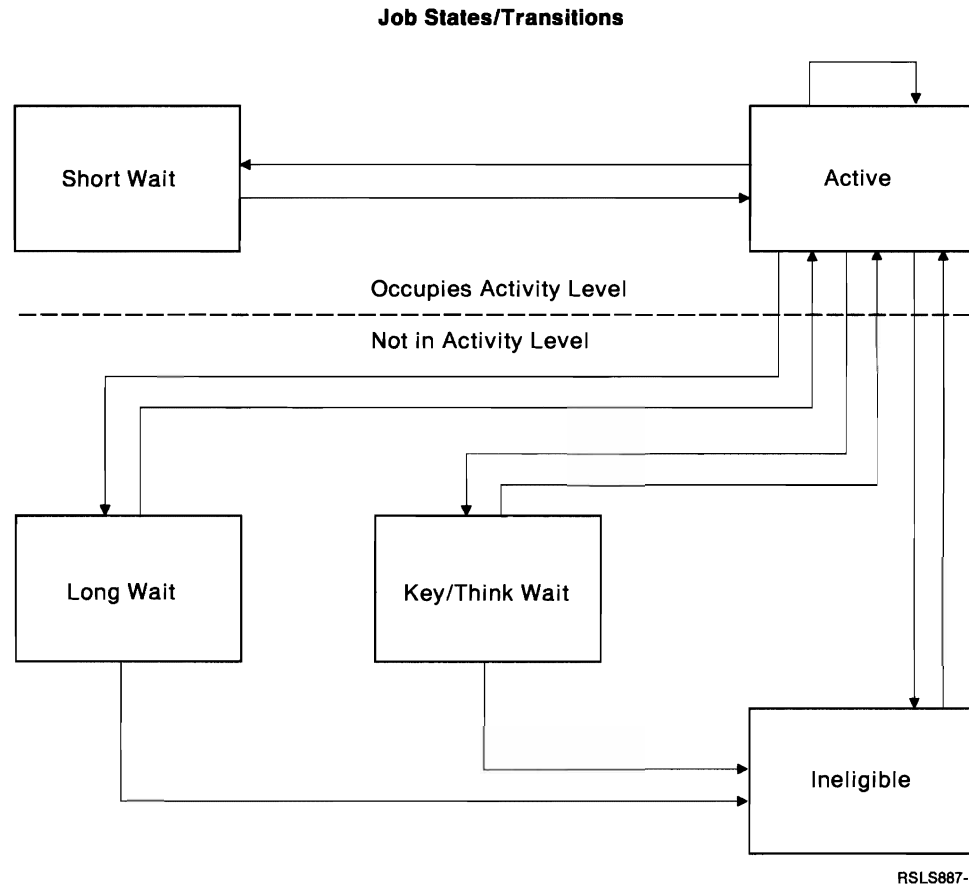 Job States/Transitions
Short Wait
Active
Occupies Activity Level
Not in Activity Level
Long Wait
Key/Think Wait
Ineligible
RSLS887-